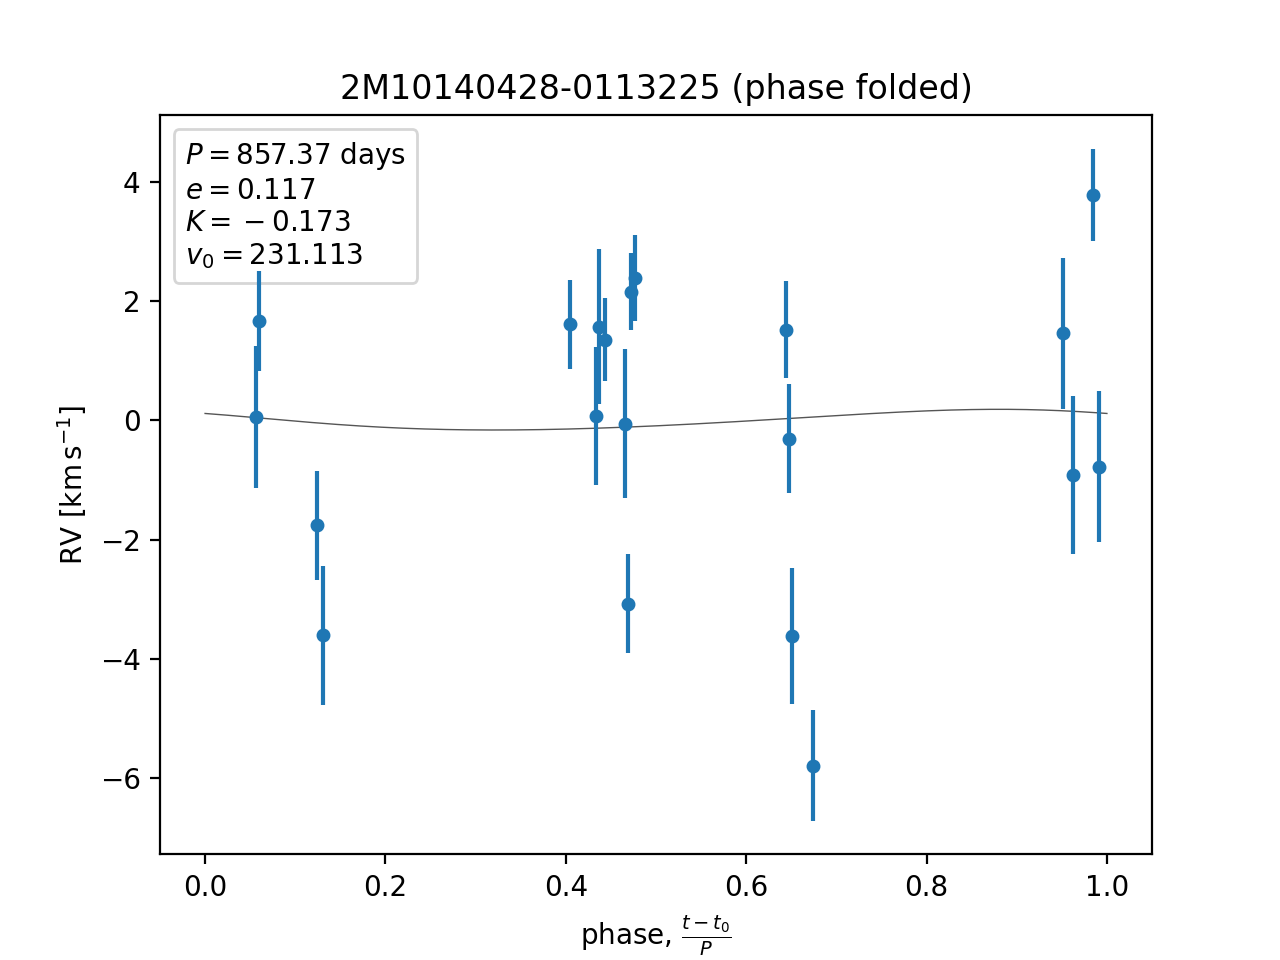 2M10140428-0113225 (phase folded)
P = 857.37 days
e = 0.117
K = −0.173
v₀ = 231.113
4
2
0
−2
−4
−6
RV [km s⁻¹]
0.0 0.2 0.4 0.6 0.8 1.0
phase, (t − t₀)/P